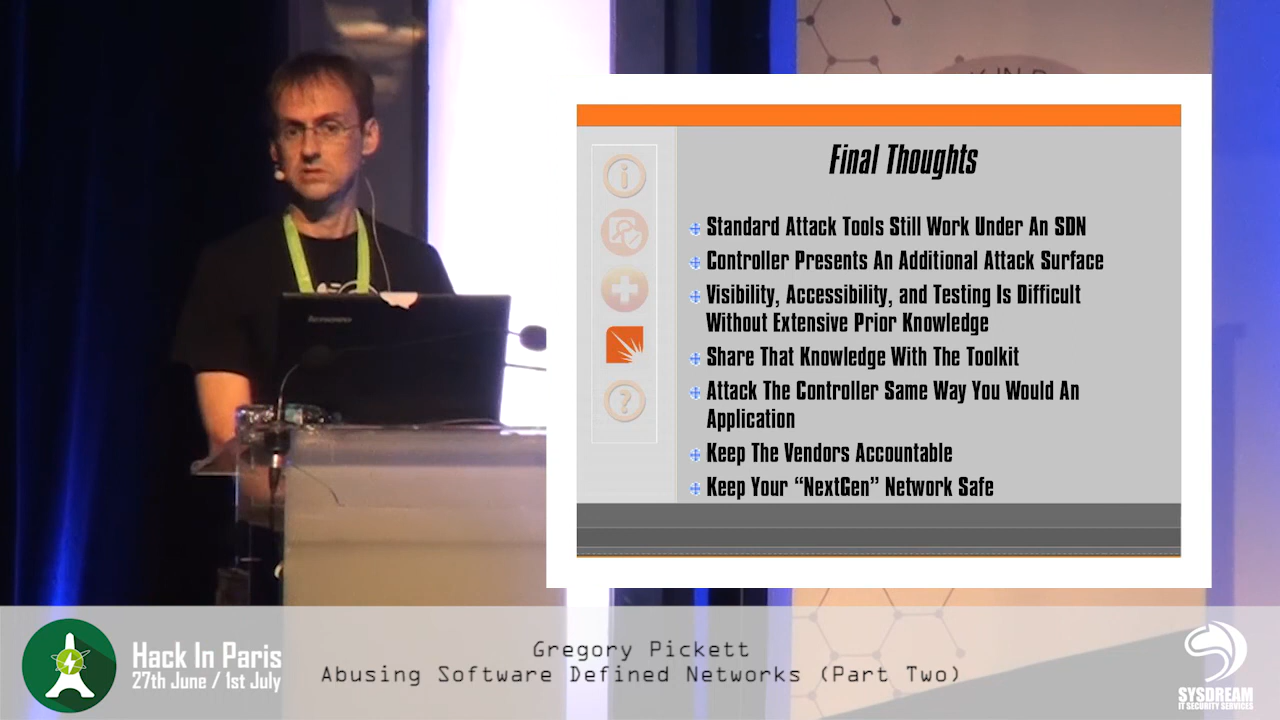 Final Thoughts
Standard Attack Tools Still Work Under An SDN
Controller Presents An Additional Attack Surface
Visibility, Accessibility, and Testing Is Difficult
Without Extensive Prior Knowledge
Share That Knowledge With The Toolkit
Attack The Controller Same Way You Would An
Application
Keep The Vendors Accountable
Keep Your “NextGen” Network Safe
lenovo
Hack In Paris
27th June / 1st July
Gregory Pickett
Abusing Software Defined Networks (Part Two)
SYSDREAM
IT SECURITY SERVICES